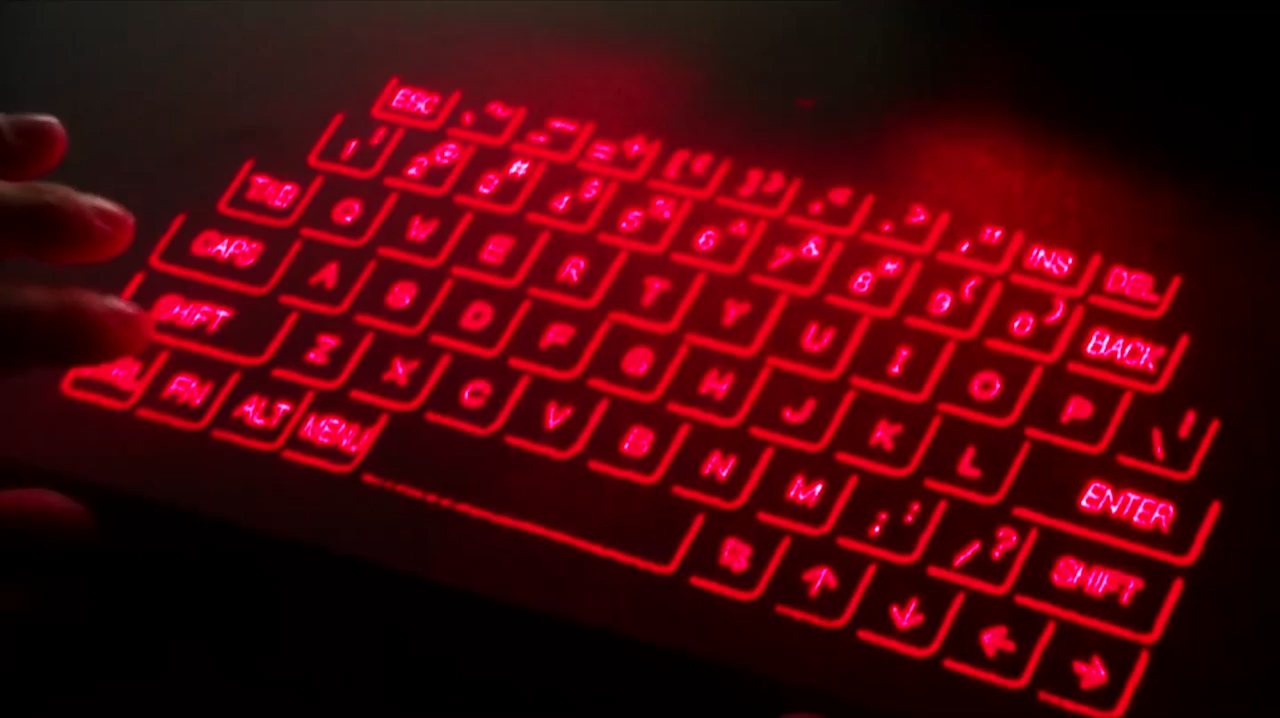 ESC ` ~ - _ = + [ { ] } , < . > ' " INS DEL
1 ! 2 @ 3 # 4 $ 5 % 6 ^ 7 & 8 * 9 ( 0 ) BACK
TAB Q W E R T Y U I O P \ |
CAPS A S D F G H J K L ENTER
SHIFT Z X C V B N M ; : / ? SHIFT
FN ALT MENU ↑ ↓ ← →